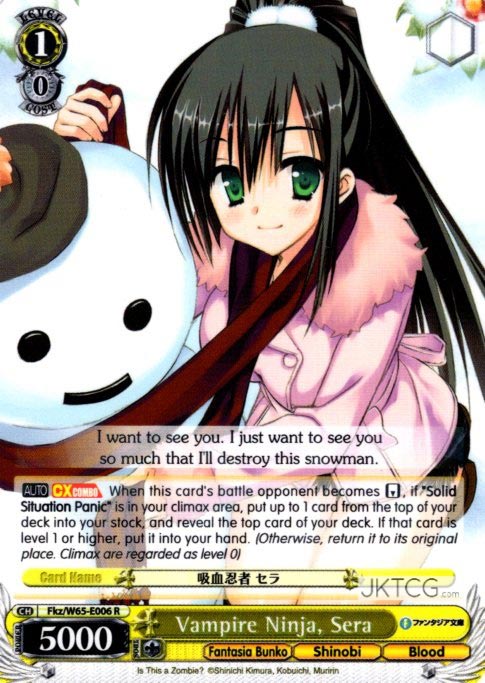 LEVEL
1
0
COST
I want to see you. I just want to see you
so much that I'll destroy this snowman.
AUTO CX COMBO When this card's battle opponent becomes , if "Solid
Situation Panic" is in your climax area, put up to 1 card from the top of your
deck into your stock, and reveal the top card of your deck. If that card is
level 1 or higher, put it into your hand. (Otherwise, return it to its original
place. Climax are regarded as level 0)
Card Name 吸血忍者 セラ
JKTCG.com
CH Fkz/W65-E006 R
POWER 5000 SOUL Vampire Ninja, Sera ファンタジア文庫
Fantasia Bunko Shinobi Blood
Is This a Zombie? ©Shinichi Kimura, Kobuichi, Muririn